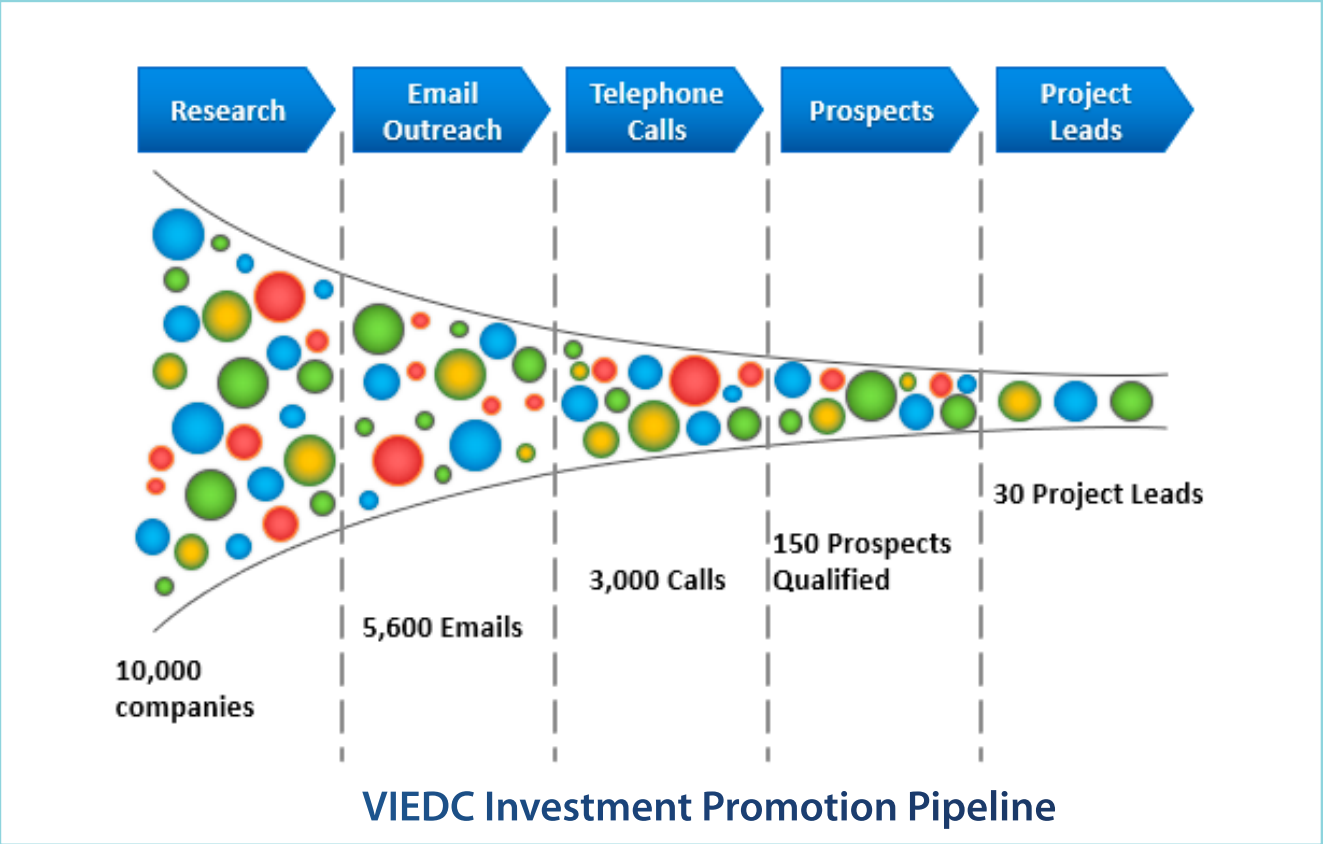 Research
Email
Outreach
Telephone
Calls
Prospects
Project
Leads
10,000
companies
5,600 Emails
3,000 Calls
150 Prospects
Qualified
30 Project Leads
VIEDC Investment Promotion Pipeline